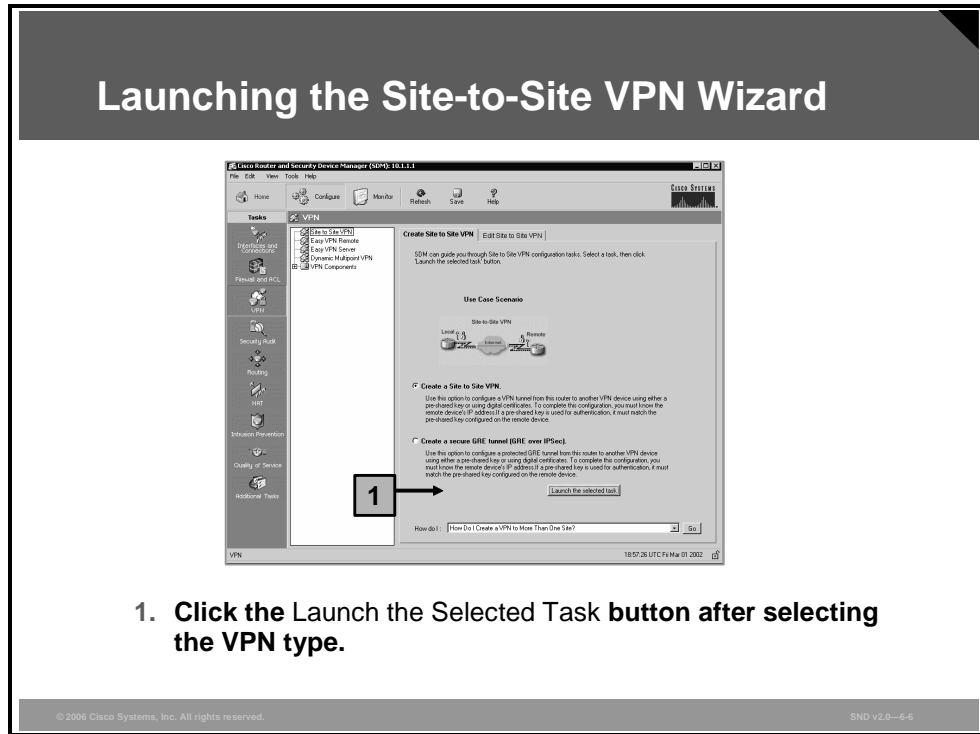 Launching the Site-to-Site VPN Wizard
Cisco Router and Security Device Manager (SDM): 10.1.1.1
File Edit View Tools Help
Home Configure Monitor Refresh Save Help
CISCO SYSTEMS
Tasks
VPN
Interfaces and Connections
Firewall and ACL
VPN
Security Audit
Routing
NAT
Intrusion Prevention
Quality of Service
Additional Tasks
Site to Site VPN
Easy VPN Remote
Easy VPN Server
Dynamic Multipoint VPN
VPN Components
Create Site to Site VPN Edit Site to Site VPN
SDM can guide you through Site to Site VPN configuration tasks. Select a task, then click
'Launch the selected task' button.
Use Case Scenario
Site-to-Site VPN
Local Internet Remote
Create a Site to Site VPN.
Use this option to configure a VPN tunnel from this router to another VPN device using either a
pre-shared key or using digital certificates. To complete this configuration, you must know the
remote device's IP address.If a pre-shared key is used for authentication, it must match the
pre-shared key configured on the remote device.
Create a secure GRE tunnel (GRE over IPSec).
Use this option to configure a protected GRE tunnel from this router to another VPN device
using either a pre-shared key or using digital certificates. To complete this configuration, you
must know the remote device's IP address.If a pre-shared key is used for authentication, it must
match the pre-shared key configured on the remote device.
1
Launch the selected task
How do I : How Do I Create a VPN to More Than One Site? Go
VPN
18:57:26 UTC Fri Mar 01 2002
1. Click the Launch the Selected Task button after selecting
the VPN type.
© 2006 Cisco Systems, Inc. All rights reserved.
SND v2.0—6-6